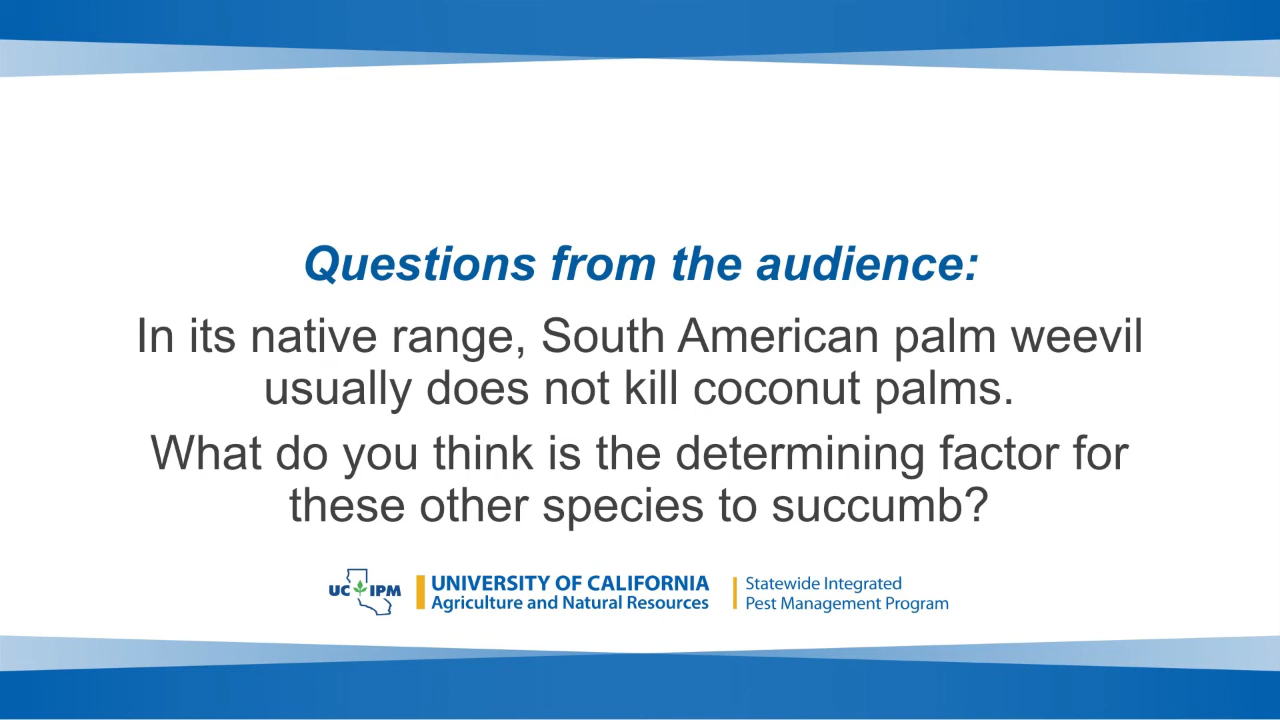 Questions from the audience:
In its native range, South American palm weevil
usually does not kill coconut palms.
What do you think is the determining factor for
these other species to succumb?
UC IPM
UNIVERSITY OF CALIFORNIA
Agriculture and Natural Resources
Statewide Integrated
Pest Management Program